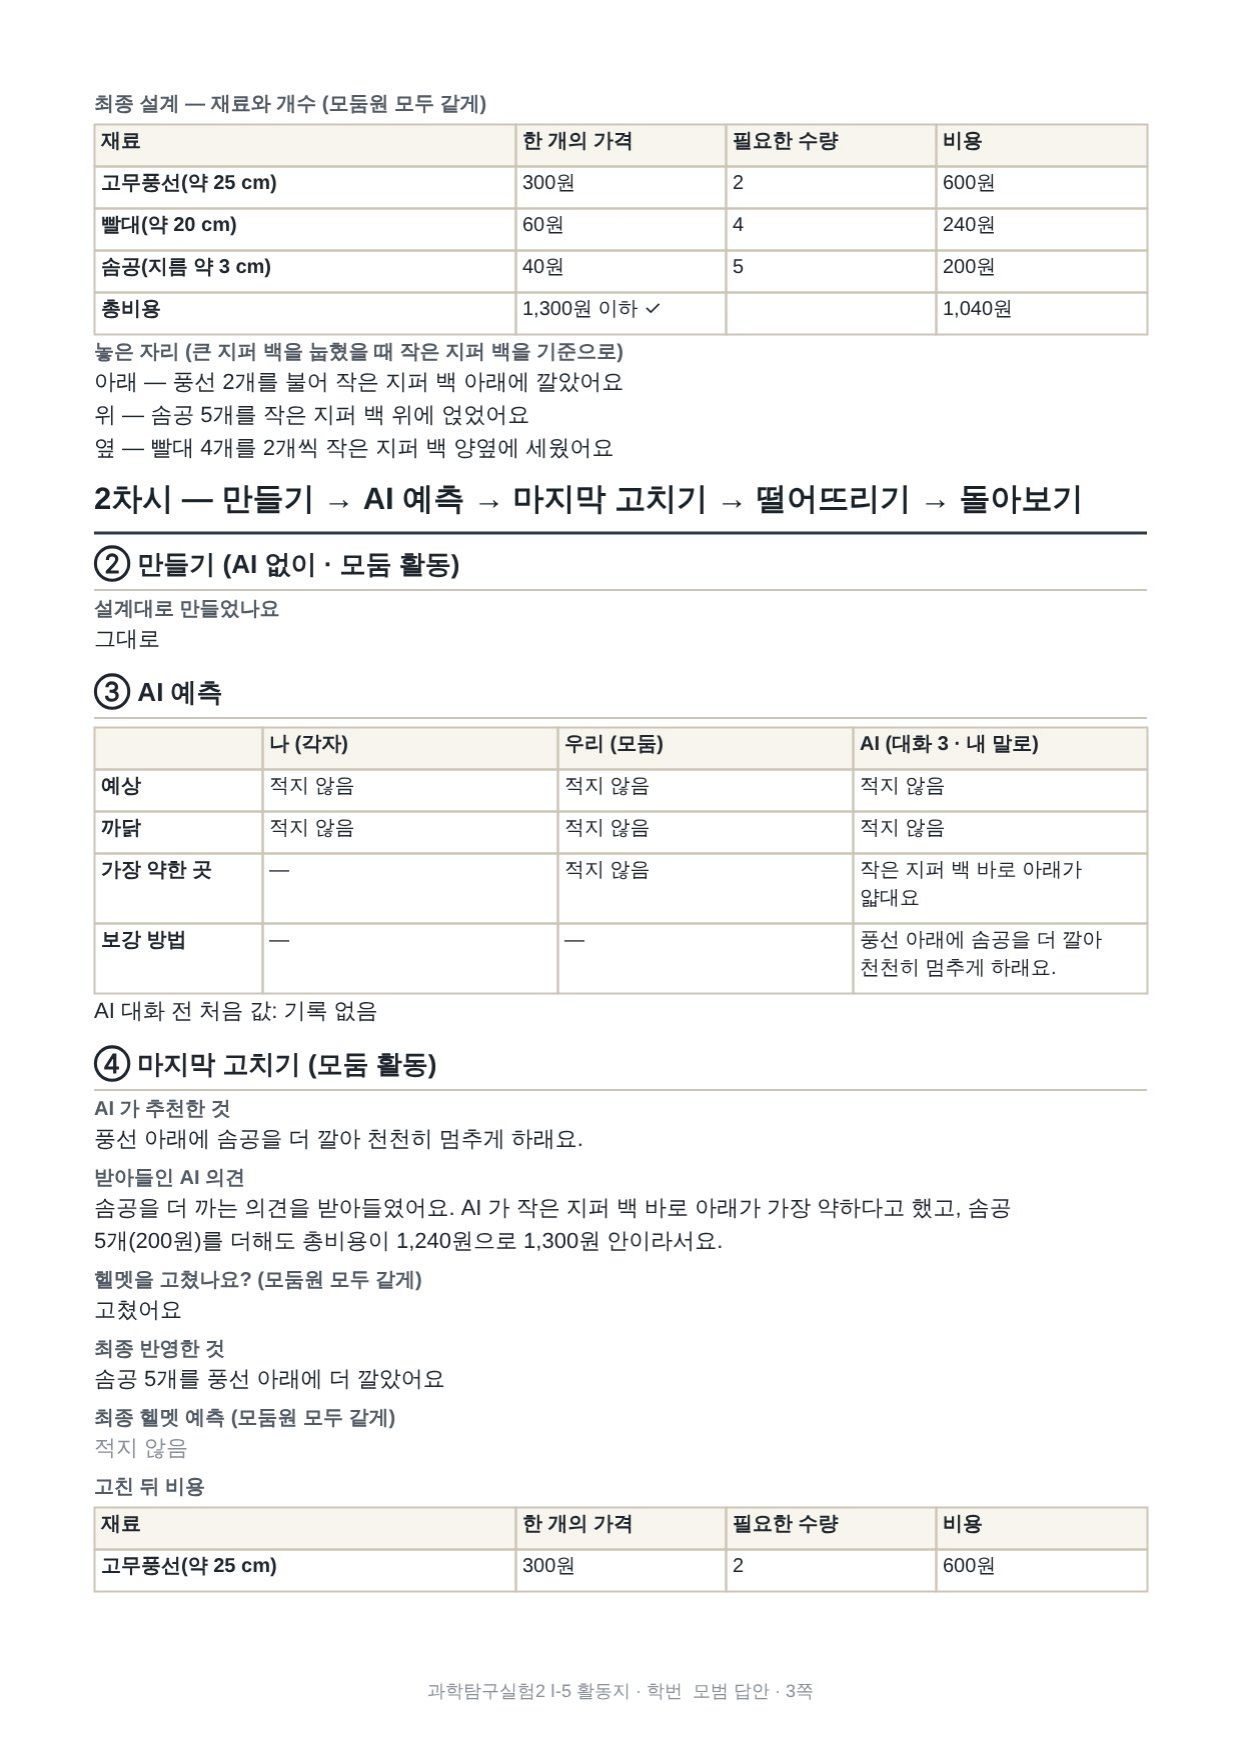 최종 설계 — 재료와 개수 (모둠원 모두 같게)
재료 한 개의 가격 필요한 수량 비용
고무풍선(약 25 cm) 300원 2 600원
빨대(약 20 cm) 60원 4 240원
솜공(지름 약 3 cm) 40원 5 200원
총비용 1,300원 이하 ✓ 1,040원
놓은 자리 (큰 지퍼 백을 눕혔을 때 작은 지퍼 백을 기준으로)
아래 — 풍선 2개를 불어 작은 지퍼 백 아래에 깔았어요
위 — 솜공 5개를 작은 지퍼 백 위에 얹었어요
옆 — 빨대 4개를 2개씩 작은 지퍼 백 양옆에 세웠어요
2차시 — 만들기 → AI 예측 → 마지막 고치기 → 떨어뜨리기 → 돌아보기
② 만들기 (AI 없이 · 모둠 활동)
설계대로 만들었나요
그대로
③ AI 예측
나 (각자) 우리 (모둠) AI (대화 3 · 내 말로)
예상 적지 않음 적지 않음 적지 않음
까닭 적지 않음 적지 않음 적지 않음
가장 약한 곳 — 적지 않음 작은 지퍼 백 바로 아래가
얇대요
보강 방법 — — 풍선 아래에 솜공을 더 깔아
천천히 멈추게 하래요.
AI 대화 전 처음 값: 기록 없음
④ 마지막 고치기 (모둠 활동)
AI 가 추천한 것
풍선 아래에 솜공을 더 깔아 천천히 멈추게 하래요.
받아들인 AI 의견
솜공을 더 까는 의견을 받아들였어요. AI 가 작은 지퍼 백 바로 아래가 가장 약하다고 했고, 솜공
5개(200원)를 더해도 총비용이 1,240원으로 1,300원 안이라서요.
헬멧을 고쳤나요? (모둠원 모두 같게)
고쳤어요
최종 반영한 것
솜공 5개를 풍선 아래에 더 깔았어요
최종 헬멧 예측 (모둠원 모두 같게)
적지 않음
고친 뒤 비용
재료 한 개의 가격 필요한 수량 비용
고무풍선(약 25 cm) 300원 2 600원
과학탐구실험2 I-5 활동지 · 학번 모범 답안 · 3쪽